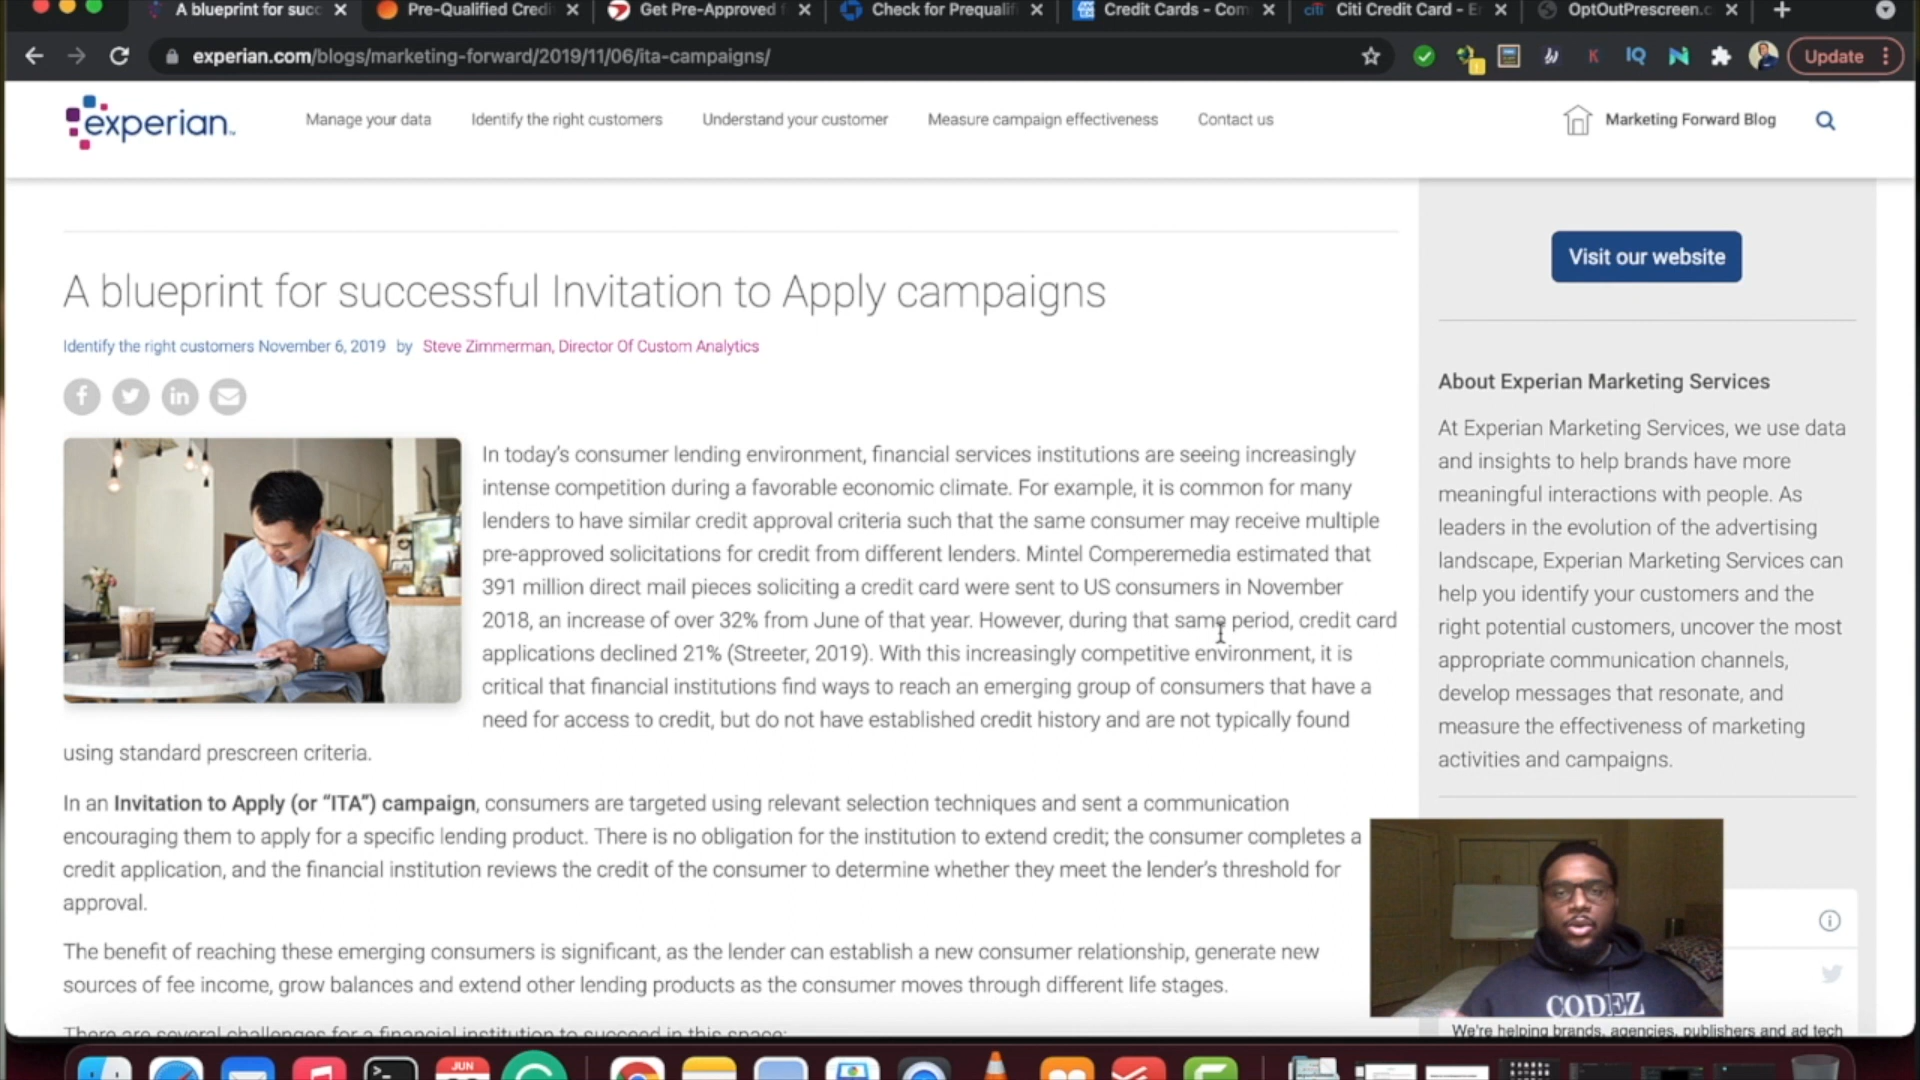 A blueprint for succ
Pre-Qualified Credi
Get Pre-Approved f
Check for Prequalifi
Credit Cards - Com
citi
Citi Credit Card - Er
OptOutPrescreen.c
experian.com/blogs/marketing-forward/2019/11/06/ita-campaigns/
K
IQ
Update
experian™
Manage your data
Identify the right customers
Understand your customer
Measure campaign effectiveness
Contact us
Marketing Forward Blog
A blueprint for successful Invitation to Apply campaigns
Identify the right customers November 6, 2019 by Steve Zimmerman, Director Of Custom Analytics
In today's consumer lending environment, financial services institutions are seeing increasingly
intense competition during a favorable economic climate. For example, it is common for many
lenders to have similar credit approval criteria such that the same consumer may receive multiple
pre-approved solicitations for credit from different lenders. Mintel Comperemedia estimated that
391 million direct mail pieces soliciting a credit card were sent to US consumers in November
2018, an increase of over 32% from June of that year. However, during that same period, credit card
applications declined 21% (Streeter, 2019). With this increasingly competitive environment, it is
critical that financial institutions find ways to reach an emerging group of consumers that have a
need for access to credit, but do not have established credit history and are not typically found
using standard prescreen criteria.
In an Invitation to Apply (or “ITA”) campaign, consumers are targeted using relevant selection techniques and sent a communication
encouraging them to apply for a specific lending product. There is no obligation for the institution to extend credit; the consumer completes a
credit application, and the financial institution reviews the credit of the consumer to determine whether they meet the lender's threshold for
approval.
The benefit of reaching these emerging consumers is significant, as the lender can establish a new consumer relationship, generate new
sources of fee income, grow balances and extend other lending products as the consumer moves through different life stages.
There are several challenges for a financial institution to succeed in this space:
Visit our website
About Experian Marketing Services
At Experian Marketing Services, we use data
and insights to help brands have more
meaningful interactions with people. As
leaders in the evolution of the advertising
landscape, Experian Marketing Services can
help you identify your customers and the
right potential customers, uncover the most
appropriate communication channels,
develop messages that resonate, and
measure the effectiveness of marketing
activities and campaigns.
CODEZ
We're helping brands, agencies, publishers and ad tech
JUN